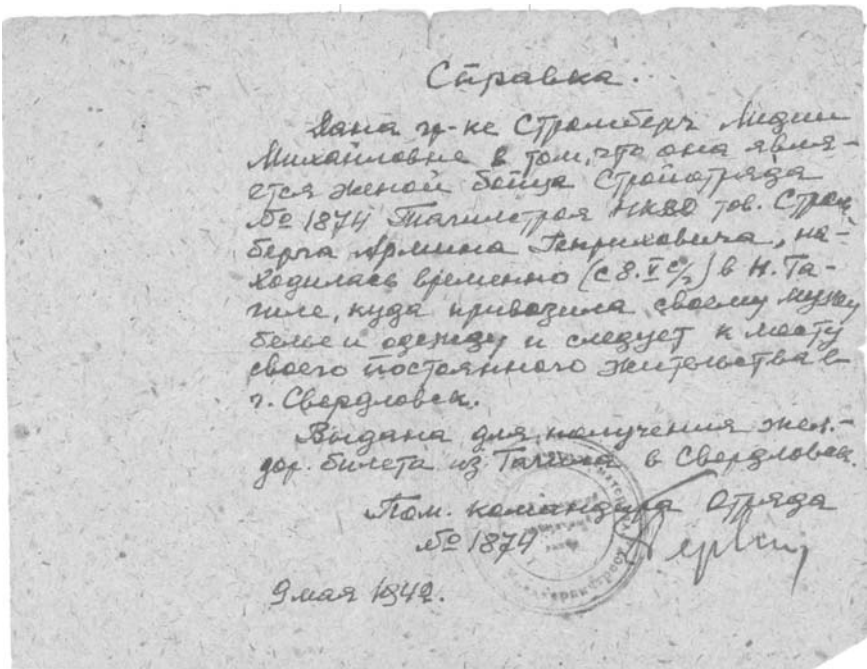 Справка.
Дана гр-ке Стромберг Лидии
Михайловне в том, что она явля-
ется женой бойца Стройотряда
№ 1874 Тагилстроя НКВД тов. Стром
берга Армина Генриховича, на-
ходилась временно (с 8.V с/г) в Н. Та-
гиле, куда привозила своему мужу
белье и одежду и следует к месту
своего постоянного жительства в
г. Свердловск.
Выдана для получения жел.-
дор. билета из Тагила в Свердловск.
Пом. командира Отряда
№ 1874
9 мая 1942.